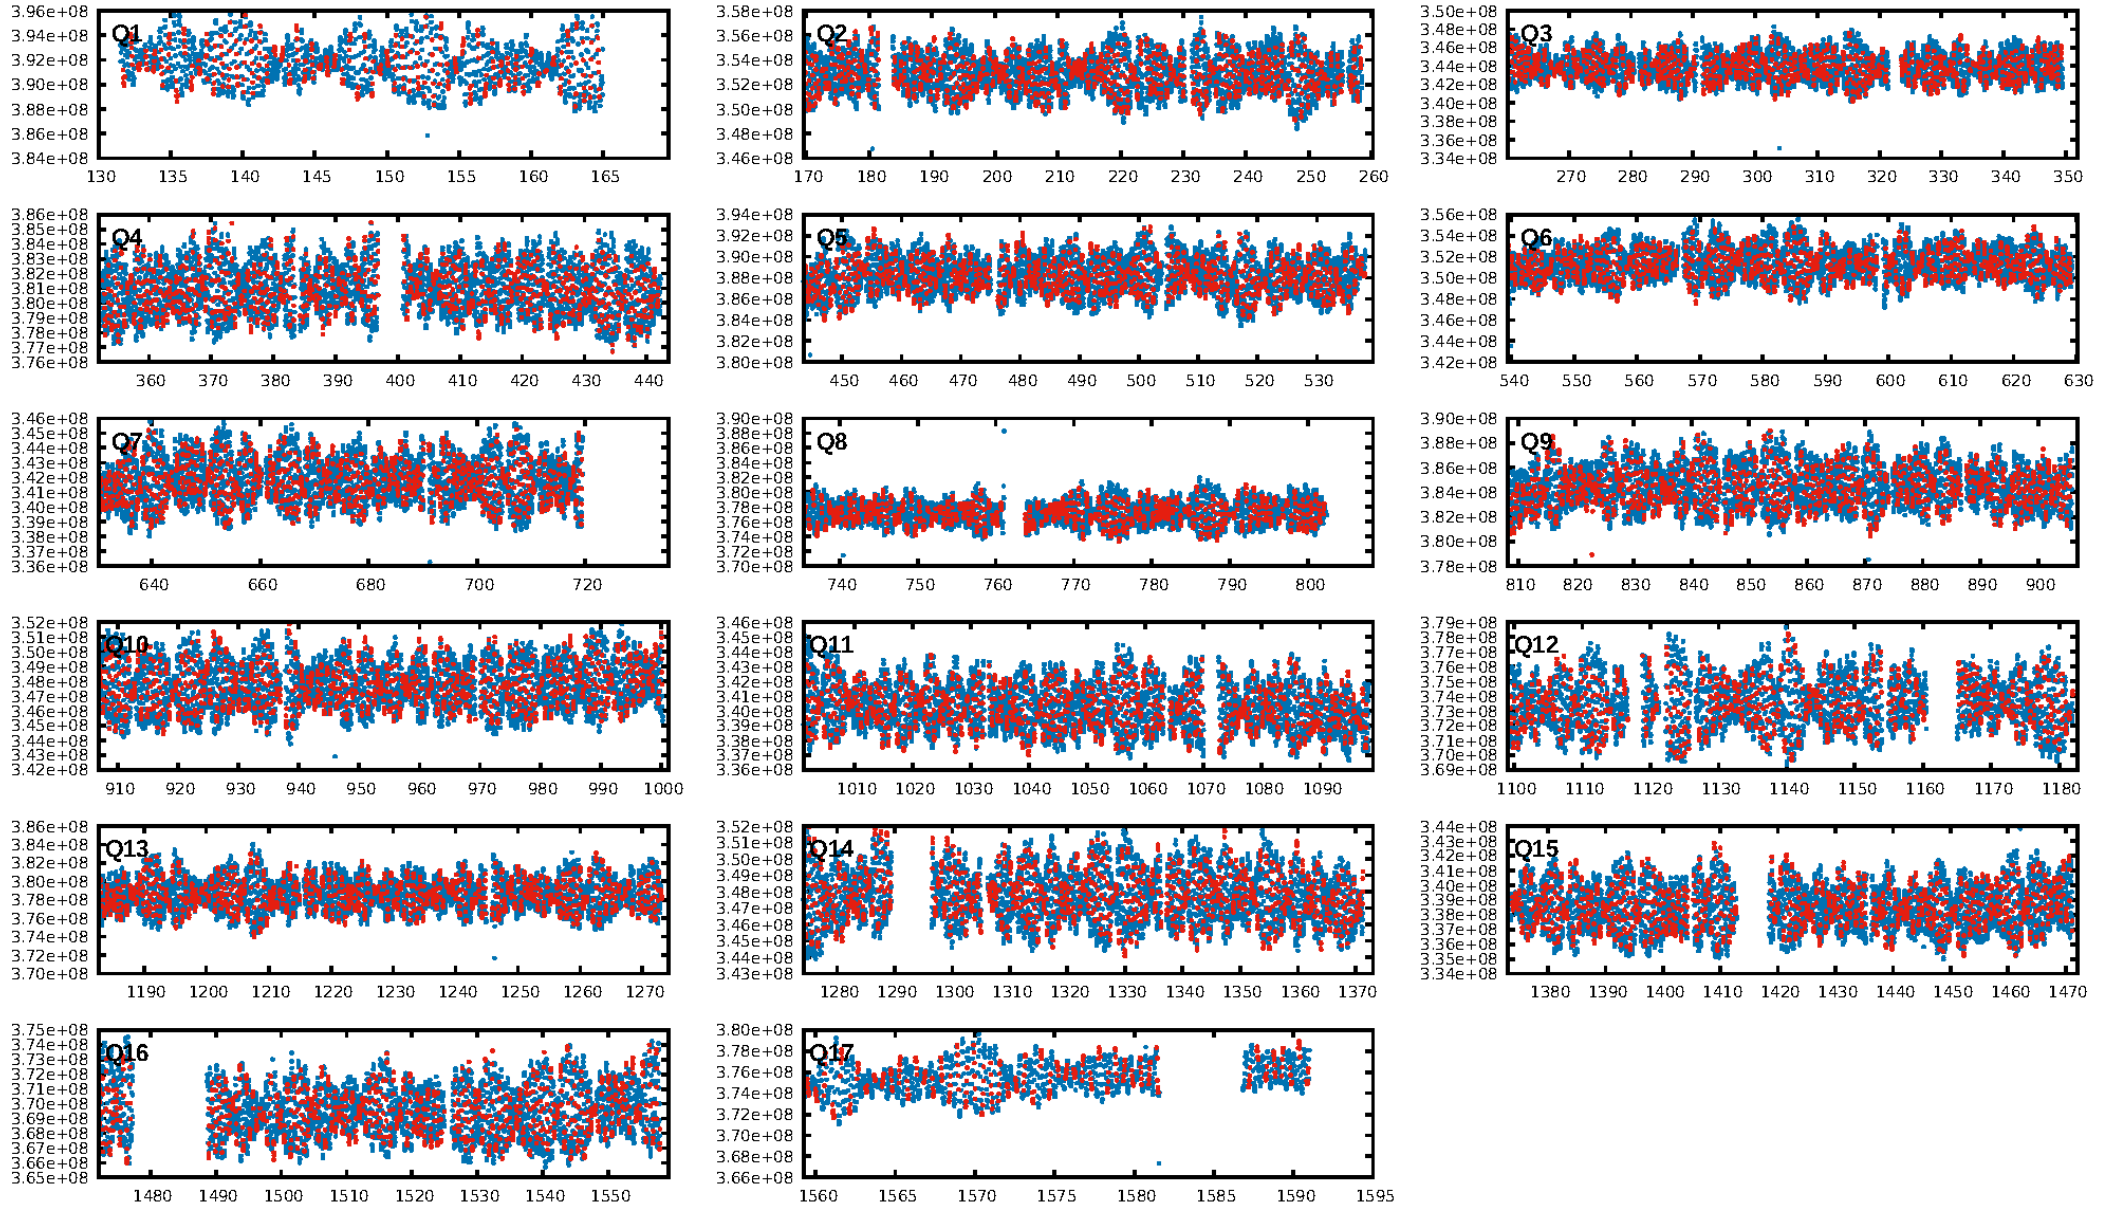 3.96e+08 3.94e+08 3.92e+08 3.90e+08 3.88e+08 3.86e+08 3.84e+08
Q1
130 135 140 145 150 155 160 165
3.58e+08 3.56e+08 3.54e+08 3.52e+08 3.50e+08 3.48e+08 3.46e+08
Q2
170 180 190 200 210 220 230 240 250 260
3.50e+08 3.48e+08 3.46e+08 3.44e+08 3.42e+08 3.40e+08 3.38e+08 3.36e+08 3.34e+08
Q3
270 280 290 300 310 320 330 340 350
3.86e+08 3.85e+08 3.84e+08 3.83e+08 3.82e+08 3.81e+08 3.80e+08 3.79e+08 3.78e+08 3.77e+08 3.76e+08
Q4
360 370 380 390 400 410 420 430 440
3.94e+08 3.92e+08 3.90e+08 3.88e+08 3.86e+08 3.84e+08 3.82e+08 3.80e+08
Q5
450 460 470 480 490 500 510 520 530
3.56e+08 3.54e+08 3.52e+08 3.50e+08 3.48e+08 3.46e+08 3.44e+08 3.42e+08
Q6
540 550 560 570 580 590 600 610 620 630
3.46e+08 3.45e+08 3.44e+08 3.43e+08 3.42e+08 3.41e+08 3.40e+08 3.39e+08 3.38e+08 3.37e+08 3.36e+08
Q7
640 660 680 700 720
3.90e+08 3.88e+08 3.86e+08 3.84e+08 3.82e+08 3.80e+08 3.78e+08 3.76e+08 3.74e+08 3.72e+08 3.70e+08
Q8
740 750 760 770 780 790 800
3.90e+08 3.88e+08 3.86e+08 3.84e+08 3.82e+08 3.80e+08 3.78e+08
Q9
810 820 830 840 850 860 870 880 890 900
3.52e+08 3.51e+08 3.50e+08 3.49e+08 3.48e+08 3.47e+08 3.46e+08 3.45e+08 3.44e+08 3.43e+08 3.42e+08
Q10
910 920 930 940 950 960 970 980 990 1000
3.46e+08 3.45e+08 3.44e+08 3.43e+08 3.42e+08 3.41e+08 3.40e+08 3.39e+08 3.38e+08 3.37e+08 3.36e+08
Q11
1010 1020 1030 1040 1050 1060 1070 1080 1090
3.79e+08 3.78e+08 3.77e+08 3.76e+08 3.75e+08 3.74e+08 3.73e+08 3.72e+08 3.71e+08 3.70e+08 3.69e+08
Q12
1100 1110 1120 1130 1140 1150 1160 1170 1180
3.86e+08 3.84e+08 3.82e+08 3.80e+08 3.78e+08 3.76e+08 3.74e+08 3.72e+08 3.70e+08
Q13
1190 1200 1210 1220 1230 1240 1250 1260 1270
3.52e+08 3.51e+08 3.50e+08 3.49e+08 3.48e+08 3.47e+08 3.46e+08 3.45e+08 3.44e+08 3.43e+08
Q14
1280 1290 1300 1310 1320 1330 1340 1350 1360 1370
3.44e+08 3.43e+08 3.42e+08 3.41e+08 3.40e+08 3.39e+08 3.38e+08 3.37e+08 3.36e+08 3.35e+08 3.34e+08
Q15
1380 1390 1400 1410 1420 1430 1440 1450 1460 1470
3.75e+08 3.74e+08 3.73e+08 3.72e+08 3.71e+08 3.70e+08 3.69e+08 3.68e+08 3.67e+08 3.66e+08 3.65e+08
Q16
1480 1490 1500 1510 1520 1530 1540 1550
3.80e+08 3.78e+08 3.76e+08 3.74e+08 3.72e+08 3.70e+08 3.68e+08 3.66e+08
Q17
1560 1565 1570 1575 1580 1585 1590 1595